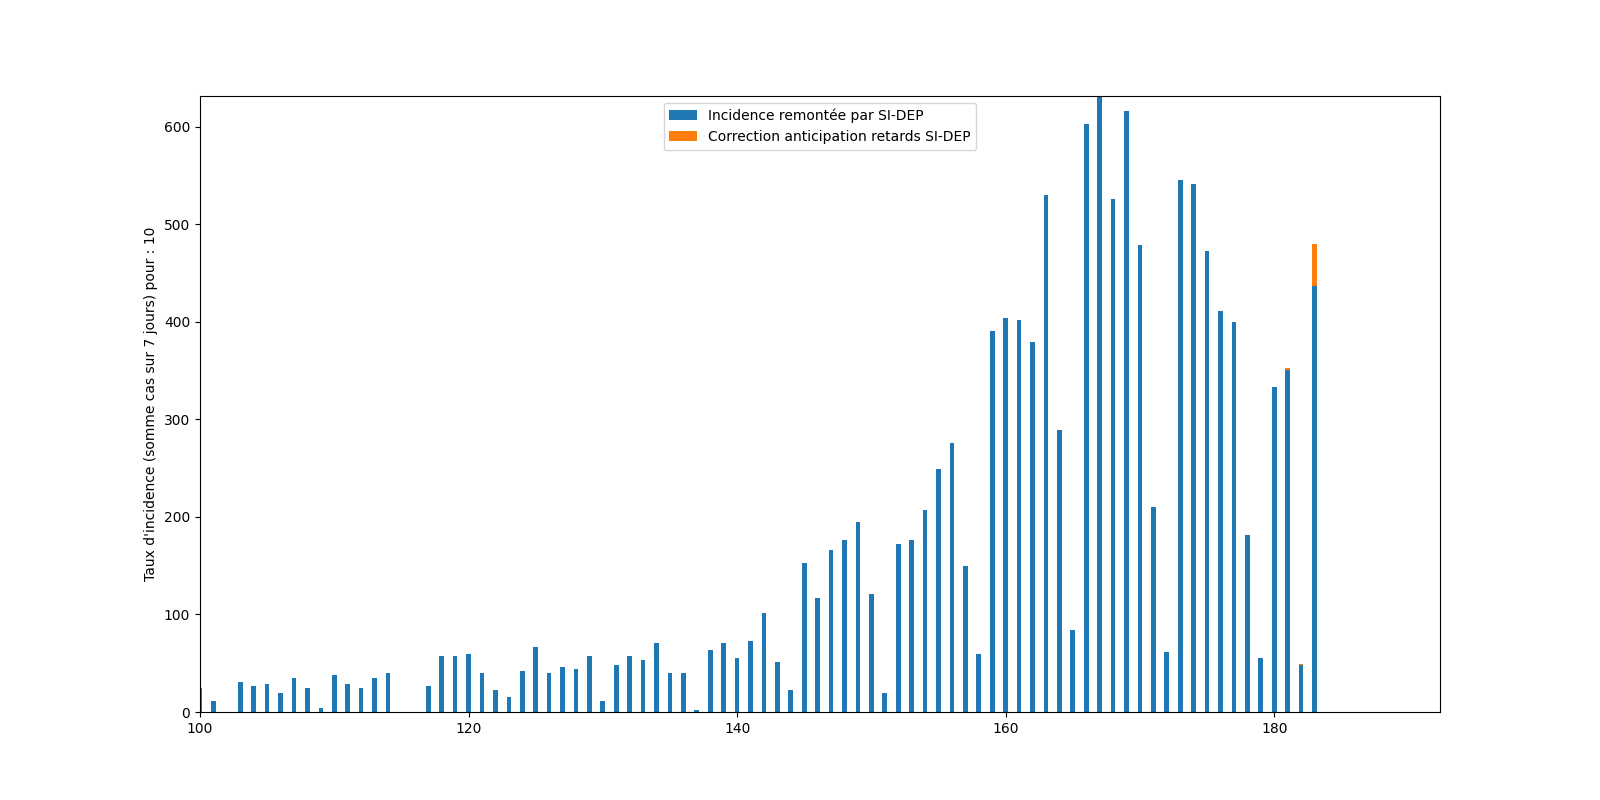 Incidence remontée par SI-DEP
Correction anticipation retards SI-DEP
Taux d'incidence (somme cas sur 7 jours) pour : 10
600
500
400
300
200
100
0
100 120 140 160 180